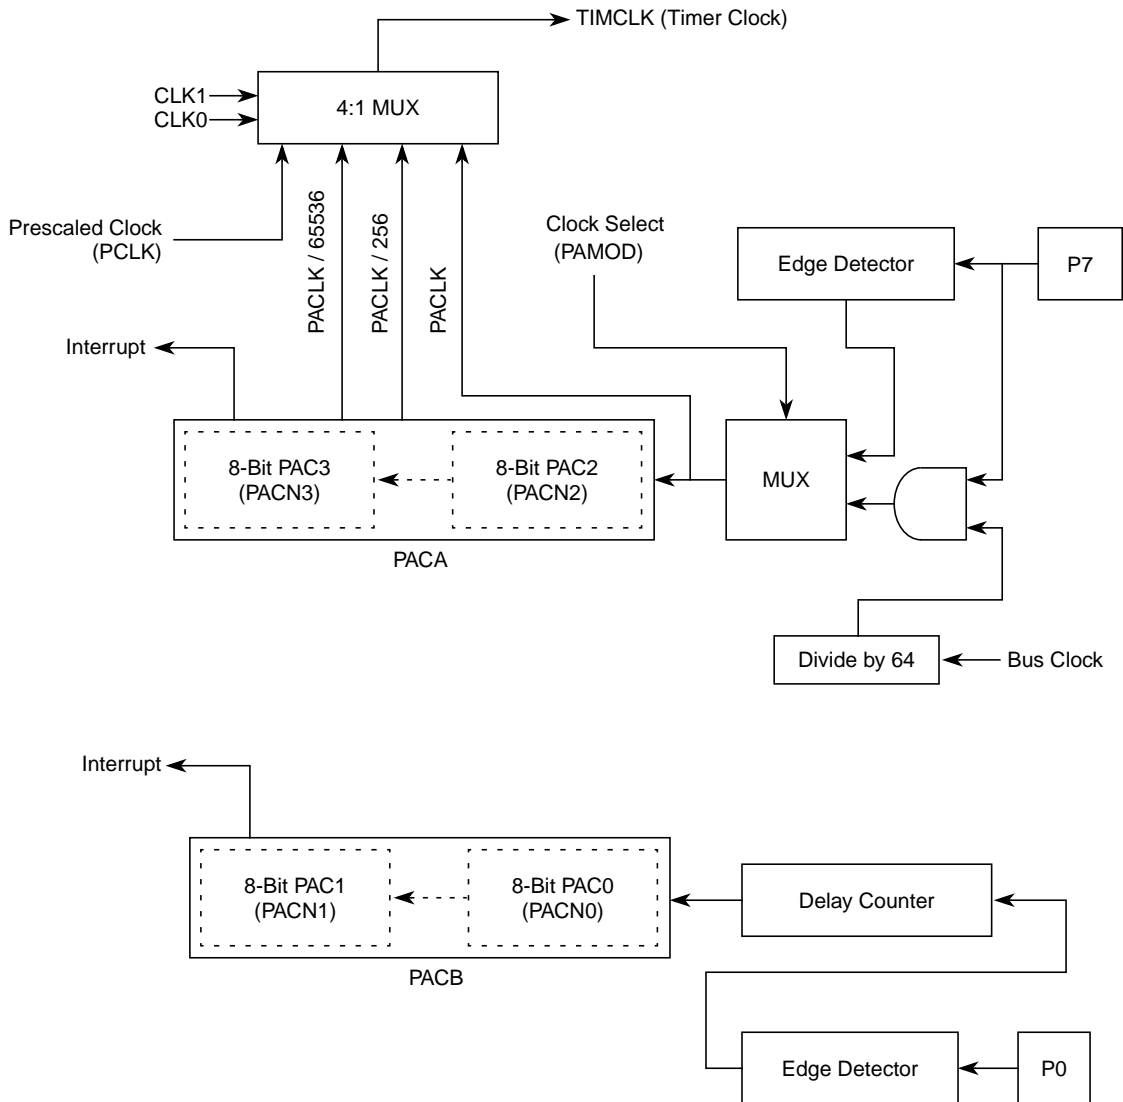 TIMCLK (Timer Clock)
CLK1
CLK0
4:1 MUX
Prescaled Clock
(PCLK)
PACLK / 65536
PACLK / 256
PACLK
Clock Select
(PAMOD)
Edge Detector
P7
Interrupt
8-Bit PAC3
(PACN3)
8-Bit PAC2
(PACN2)
MUX
PACA
Divide by 64
Bus Clock
Interrupt
8-Bit PAC1
(PACN1)
8-Bit PAC0
(PACN0)
Delay Counter
PACB
Edge Detector
P0